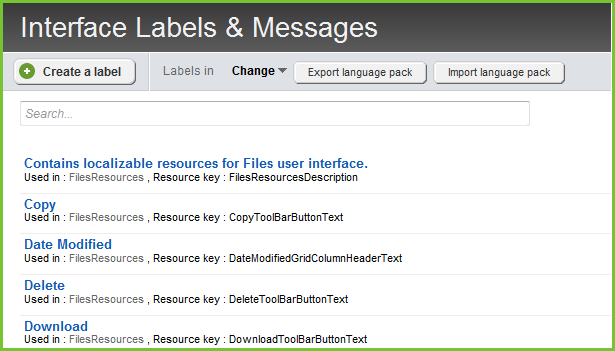 Interface Labels & Messages
Create a label
Labels in Change Export language pack Import language pack
Search...
Contains localizable resources for Files user interface.
Used in : FilesResources , Resource key : FilesResourcesDescription
Copy
Used in : FilesResources , Resource key : CopyToolBarButtonText
Date Modified
Used in : FilesResources , Resource key : DateModifiedGridColumnHeaderText
Delete
Used in : FilesResources , Resource key : DeleteToolBarButtonText
Download
Used in : FilesResources , Resource key : DownloadToolBarButtonText